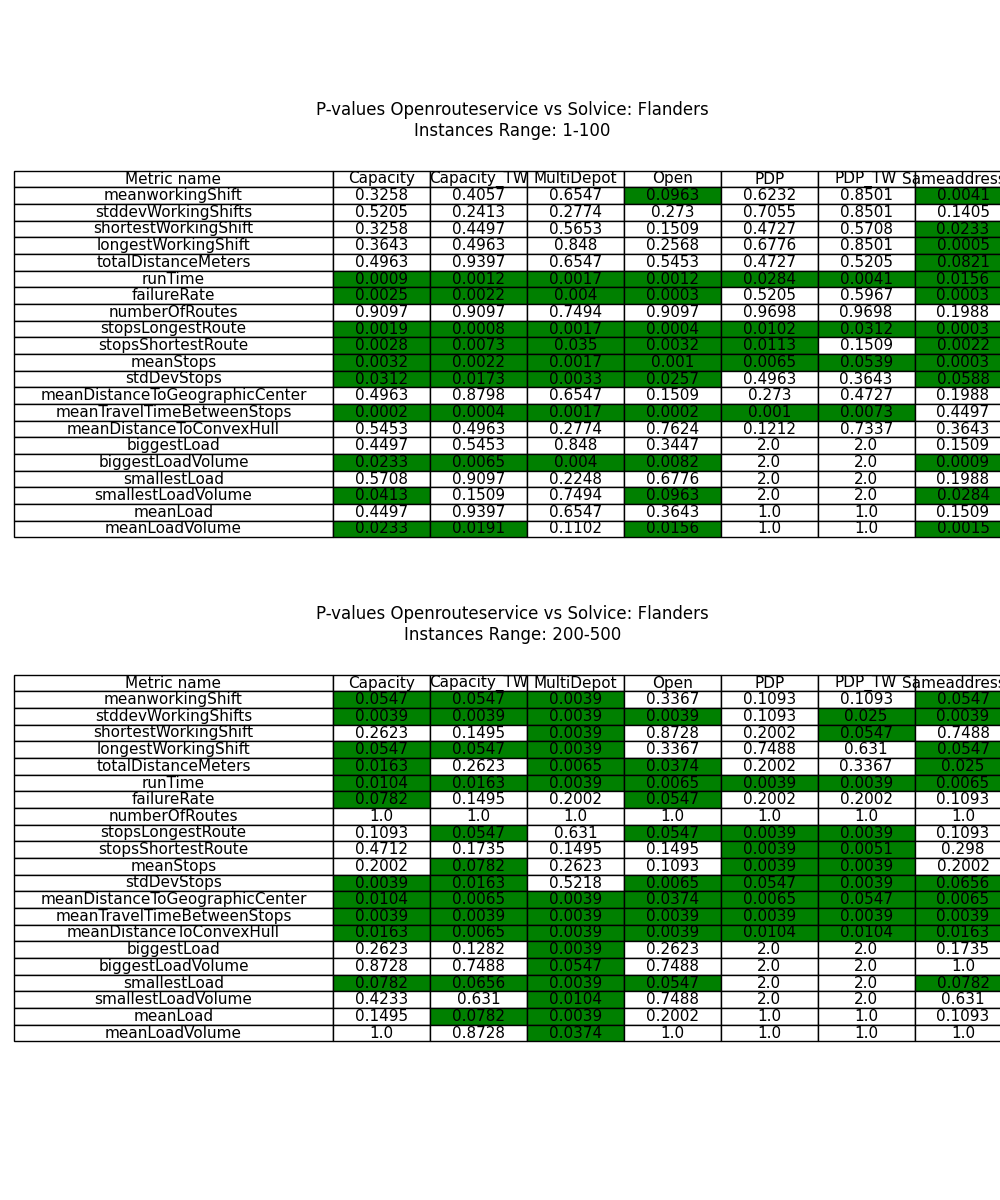 P-values Openrouteservice vs Solvice: Flanders
Instances Range: 1-100
Metric name Capacity Capacity_TW MultiDepot Open PDP PDP_TW Sameaddress
meanworkingShift 0.3258 0.4057 0.6547 0.0963 0.6232 0.8501 0.0041
stddevWorkingShifts 0.5205 0.2413 0.2774 0.273 0.7055 0.8501 0.1405
shortestWorkingShift 0.3258 0.4497 0.5653 0.1509 0.4727 0.5708 0.0233
longestWorkingShift 0.3643 0.4963 0.848 0.2568 0.6776 0.8501 0.0005
totalDistanceMeters 0.4963 0.9397 0.6547 0.5453 0.4727 0.5205 0.0821
runTime 0.0009 0.0012 0.0017 0.0012 0.0284 0.0041 0.0156
failureRate 0.0025 0.0022 0.004 0.0003 0.5205 0.5967 0.0003
numberOfRoutes 0.9097 0.9097 0.7494 0.9097 0.9698 0.9698 0.1988
stopsLongestRoute 0.0019 0.0008 0.0017 0.0004 0.0102 0.0312 0.0003
stopsShortestRoute 0.0028 0.0073 0.035 0.0032 0.0113 0.1509 0.0022
meanStops 0.0032 0.0022 0.0017 0.001 0.0065 0.0539 0.0003
stdDevStops 0.0312 0.0173 0.0033 0.0257 0.4963 0.3643 0.0588
meanDistanceToGeographicCenter 0.4963 0.8798 0.6547 0.1509 0.273 0.4727 0.1988
meanTravelTimeBetweenStops 0.0002 0.0004 0.0017 0.0002 0.001 0.0073 0.4497
meanDistanceToConvexHull 0.5453 0.4963 0.2774 0.7624 0.1212 0.7337 0.3643
biggestLoad 0.4497 0.5453 0.848 0.3447 2.0 2.0 0.1509
biggestLoadVolume 0.0233 0.0065 0.004 0.0082 2.0 2.0 0.0009
smallestLoad 0.5708 0.9097 0.2248 0.6776 2.0 2.0 0.1988
smallestLoadVolume 0.0413 0.1509 0.7494 0.0963 2.0 2.0 0.0284
meanLoad 0.4497 0.9397 0.6547 0.3643 1.0 1.0 0.1509
meanLoadVolume 0.0233 0.0191 0.1102 0.0156 1.0 1.0 0.0015
P-values Openrouteservice vs Solvice: Flanders
Instances Range: 200-500
Metric name Capacity Capacity_TW MultiDepot Open PDP PDP_TW Sameaddress
meanworkingShift 0.0547 0.0547 0.0039 0.3367 0.1093 0.1093 0.0547
stddevWorkingShifts 0.0039 0.0039 0.0039 0.0039 0.1093 0.025 0.0039
shortestWorkingShift 0.2623 0.1495 0.0039 0.8728 0.2002 0.0547 0.7488
longestWorkingShift 0.0547 0.0547 0.0039 0.3367 0.7488 0.631 0.0547
totalDistanceMeters 0.0163 0.2623 0.0065 0.0374 0.2002 0.3367 0.025
runTime 0.0104 0.0163 0.0039 0.0065 0.0039 0.0039 0.0065
failureRate 0.0782 0.1495 0.2002 0.0547 0.2002 0.2002 0.1093
numberOfRoutes 1.0 1.0 1.0 1.0 1.0 1.0 1.0
stopsLongestRoute 0.1093 0.0547 0.631 0.0547 0.0039 0.0039 0.1093
stopsShortestRoute 0.4712 0.1735 0.1495 0.1495 0.0039 0.0051 0.298
meanStops 0.2002 0.0782 0.2623 0.1093 0.0039 0.0039 0.2002
stdDevStops 0.0039 0.0163 0.5218 0.0065 0.0547 0.0039 0.0656
meanDistanceToGeographicCenter 0.0104 0.0065 0.0039 0.0374 0.0065 0.0547 0.0065
meanTravelTimeBetweenStops 0.0039 0.0039 0.0039 0.0039 0.0039 0.0039 0.0039
meanDistanceToConvexHull 0.0163 0.0065 0.0039 0.0039 0.0104 0.0104 0.0163
biggestLoad 0.2623 0.1282 0.0039 0.2623 2.0 2.0 0.1735
biggestLoadVolume 0.8728 0.7488 0.0547 0.7488 2.0 2.0 1.0
smallestLoad 0.0782 0.0656 0.0039 0.0547 2.0 2.0 0.0782
smallestLoadVolume 0.4233 0.631 0.0104 0.7488 2.0 2.0 0.631
meanLoad 0.1495 0.0782 0.0039 0.2002 1.0 1.0 0.1093
meanLoadVolume 1.0 0.8728 0.0374 1.0 1.0 1.0 1.0